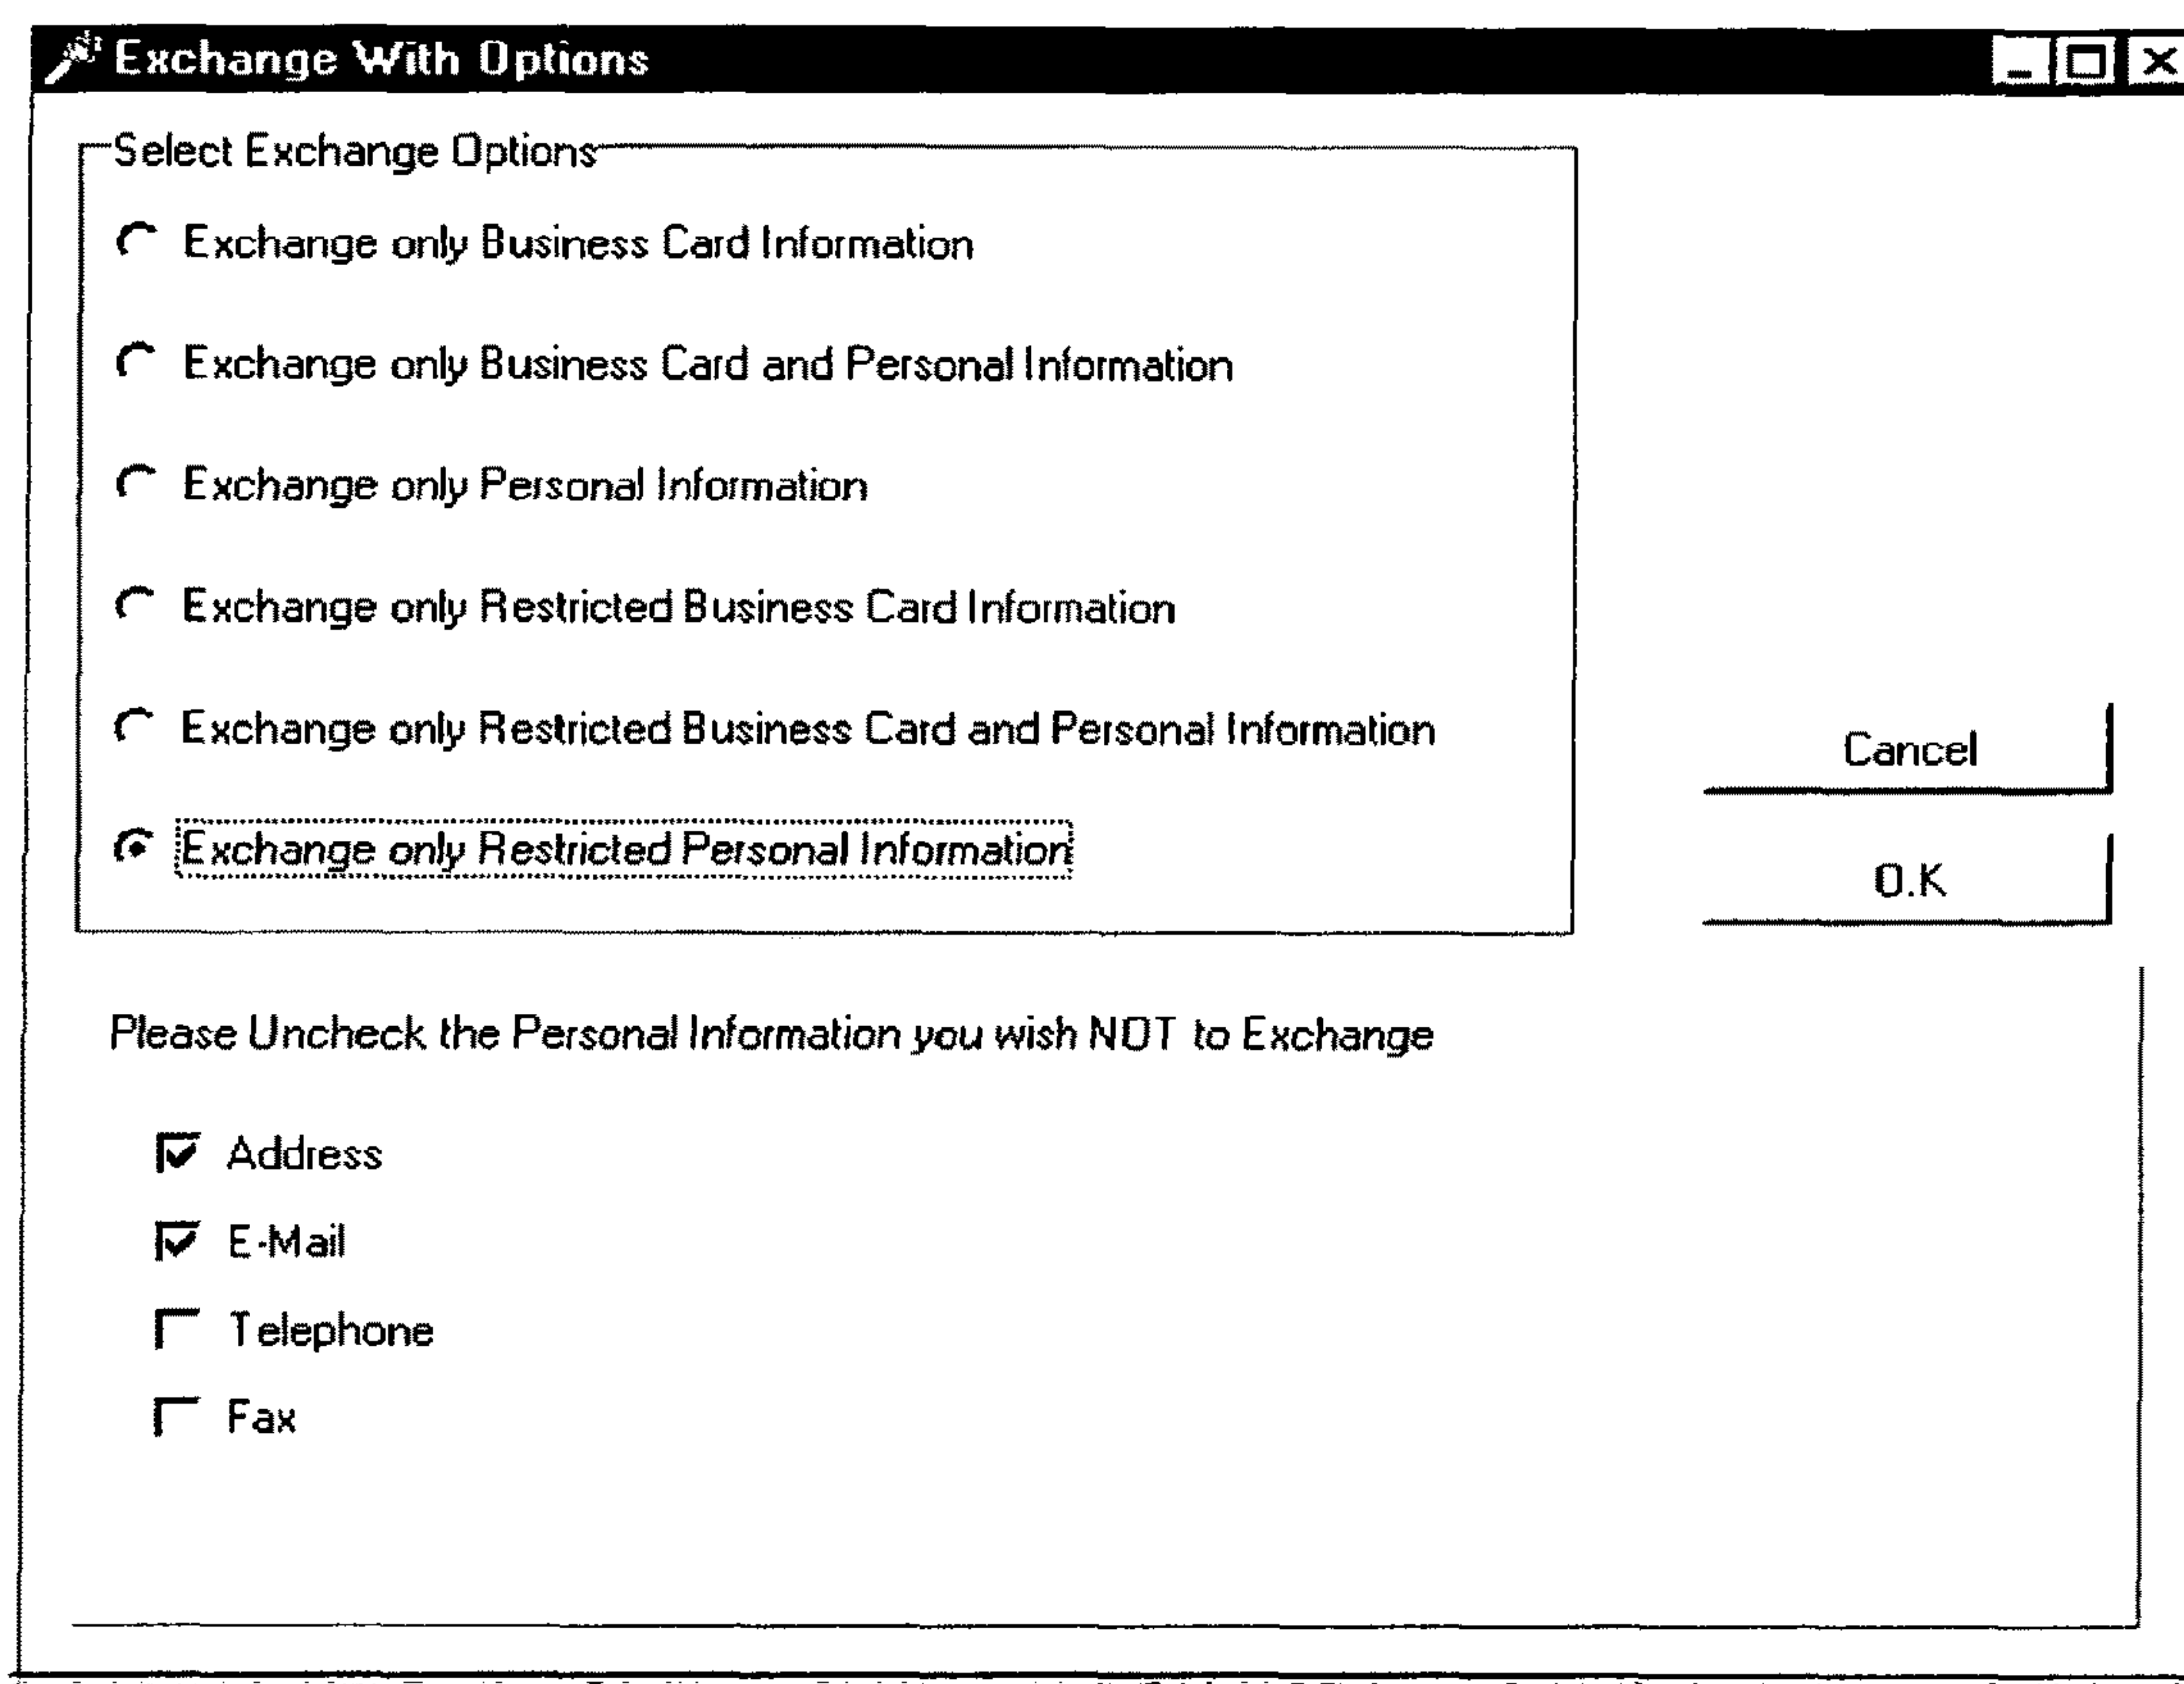 Exchange With Options
Select Exchange Options
Exchange only Business Card Information
Exchange only Business Card and Personal Information
Exchange only Personal Information
Exchange only Restricted Business Card Information
Exchange only Restricted Business Card and Personal Information
Exchange only Restricted Personal Information
Cancel
O.K
Please Uncheck the Personal Information you wish NOT to Exchange
Address
E-Mail
Telephone
Fax